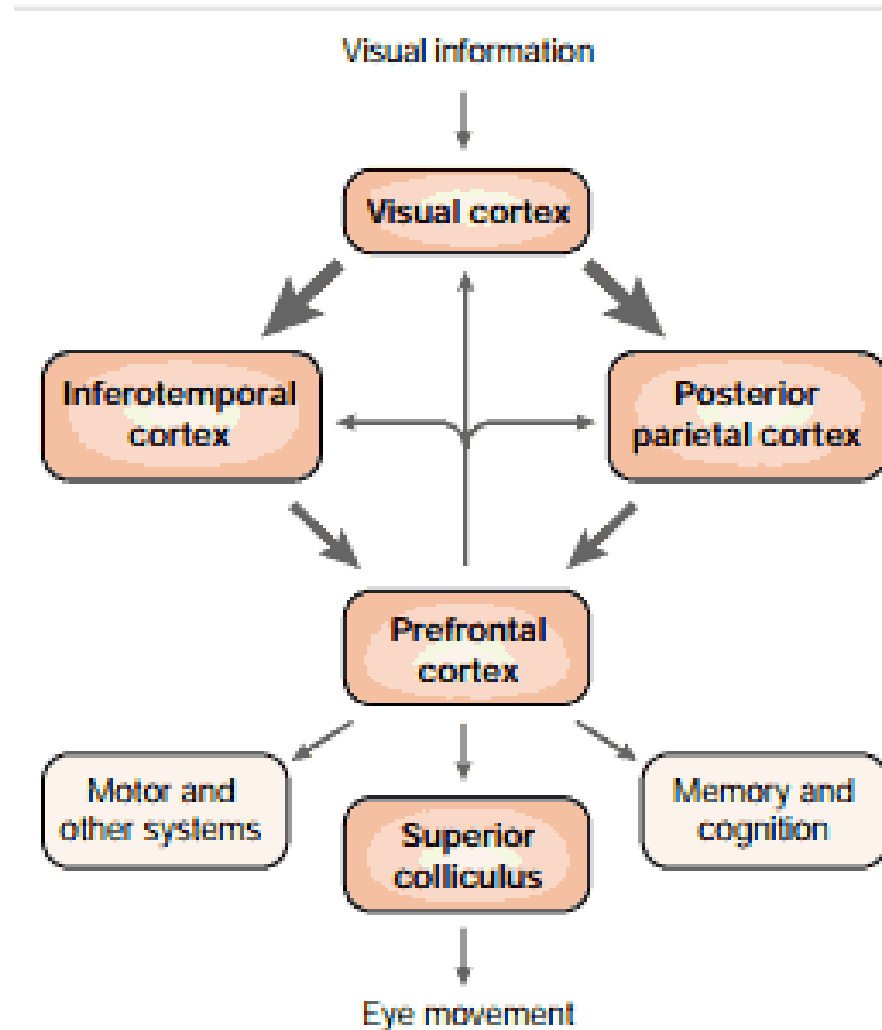 Visual information
Visual cortex
Inferotemporal
cortex
Posterior
parietal cortex
Prefrontal
cortex
Motor and
other systems
Superior
colliculus
Memory and
cognition
Eye movement